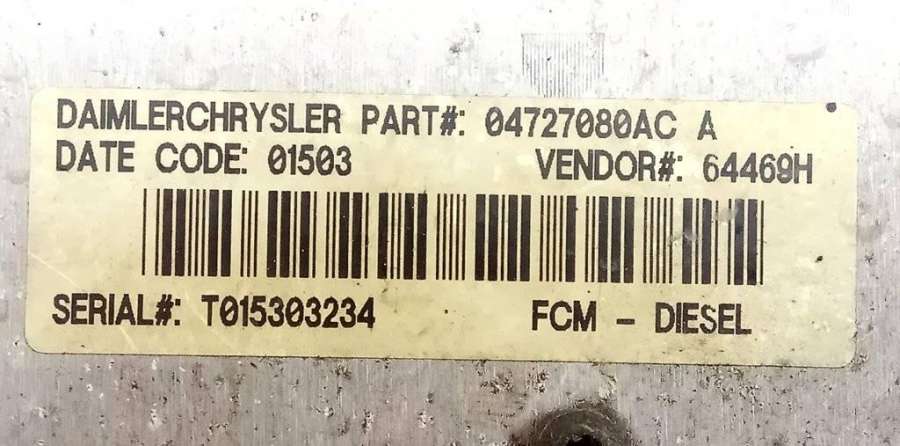 DAIMLERCHRYSLER PART#: 04727080AC A
DATE CODE: 01503 VENDOR#: 64469H
SERIAL#: T015303234 FCM - DIESEL